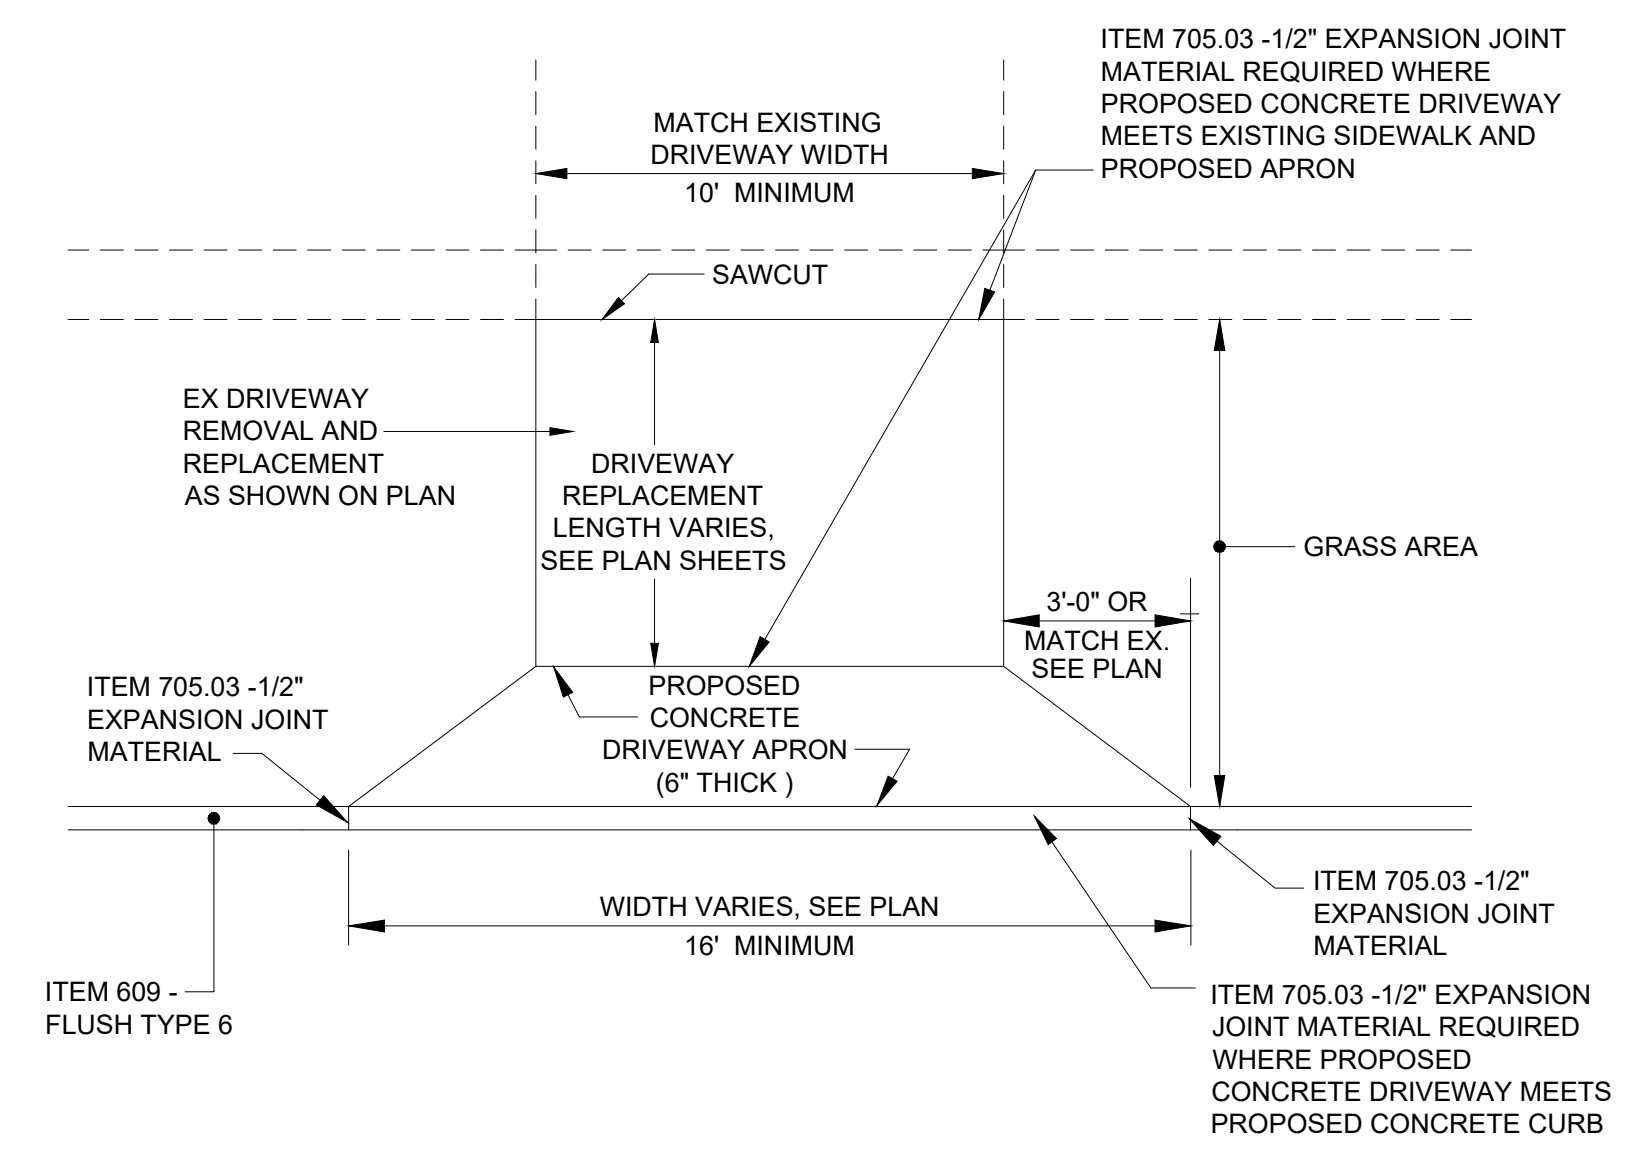 ITEM 705.03 -1/2" EXPANSION JOINT
MATERIAL REQUIRED WHERE
PROPOSED CONCRETE DRIVEWAY
MEETS EXISTING SIDEWALK AND
PROPOSED APRON
MATCH EXISTING
DRIVEWAY WIDTH
10' MINIMUM
SAWCUT
EX DRIVEWAY
REMOVAL AND
REPLACEMENT
AS SHOWN ON PLAN
DRIVEWAY
REPLACEMENT
LENGTH VARIES,
SEE PLAN SHEETS
GRASS AREA
3'-0" OR
MATCH EX.
SEE PLAN
ITEM 705.03 -1/2"
EXPANSION JOINT
MATERIAL
PROPOSED
CONCRETE
DRIVEWAY APRON
(6" THICK )
WIDTH VARIES, SEE PLAN
16' MINIMUM
ITEM 705.03 -1/2"
EXPANSION JOINT
MATERIAL
ITEM 609 -
FLUSH TYPE 6
ITEM 705.03 -1/2" EXPANSION
JOINT MATERIAL REQUIRED
WHERE PROPOSED
CONCRETE DRIVEWAY MEETS
PROPOSED CONCRETE CURB